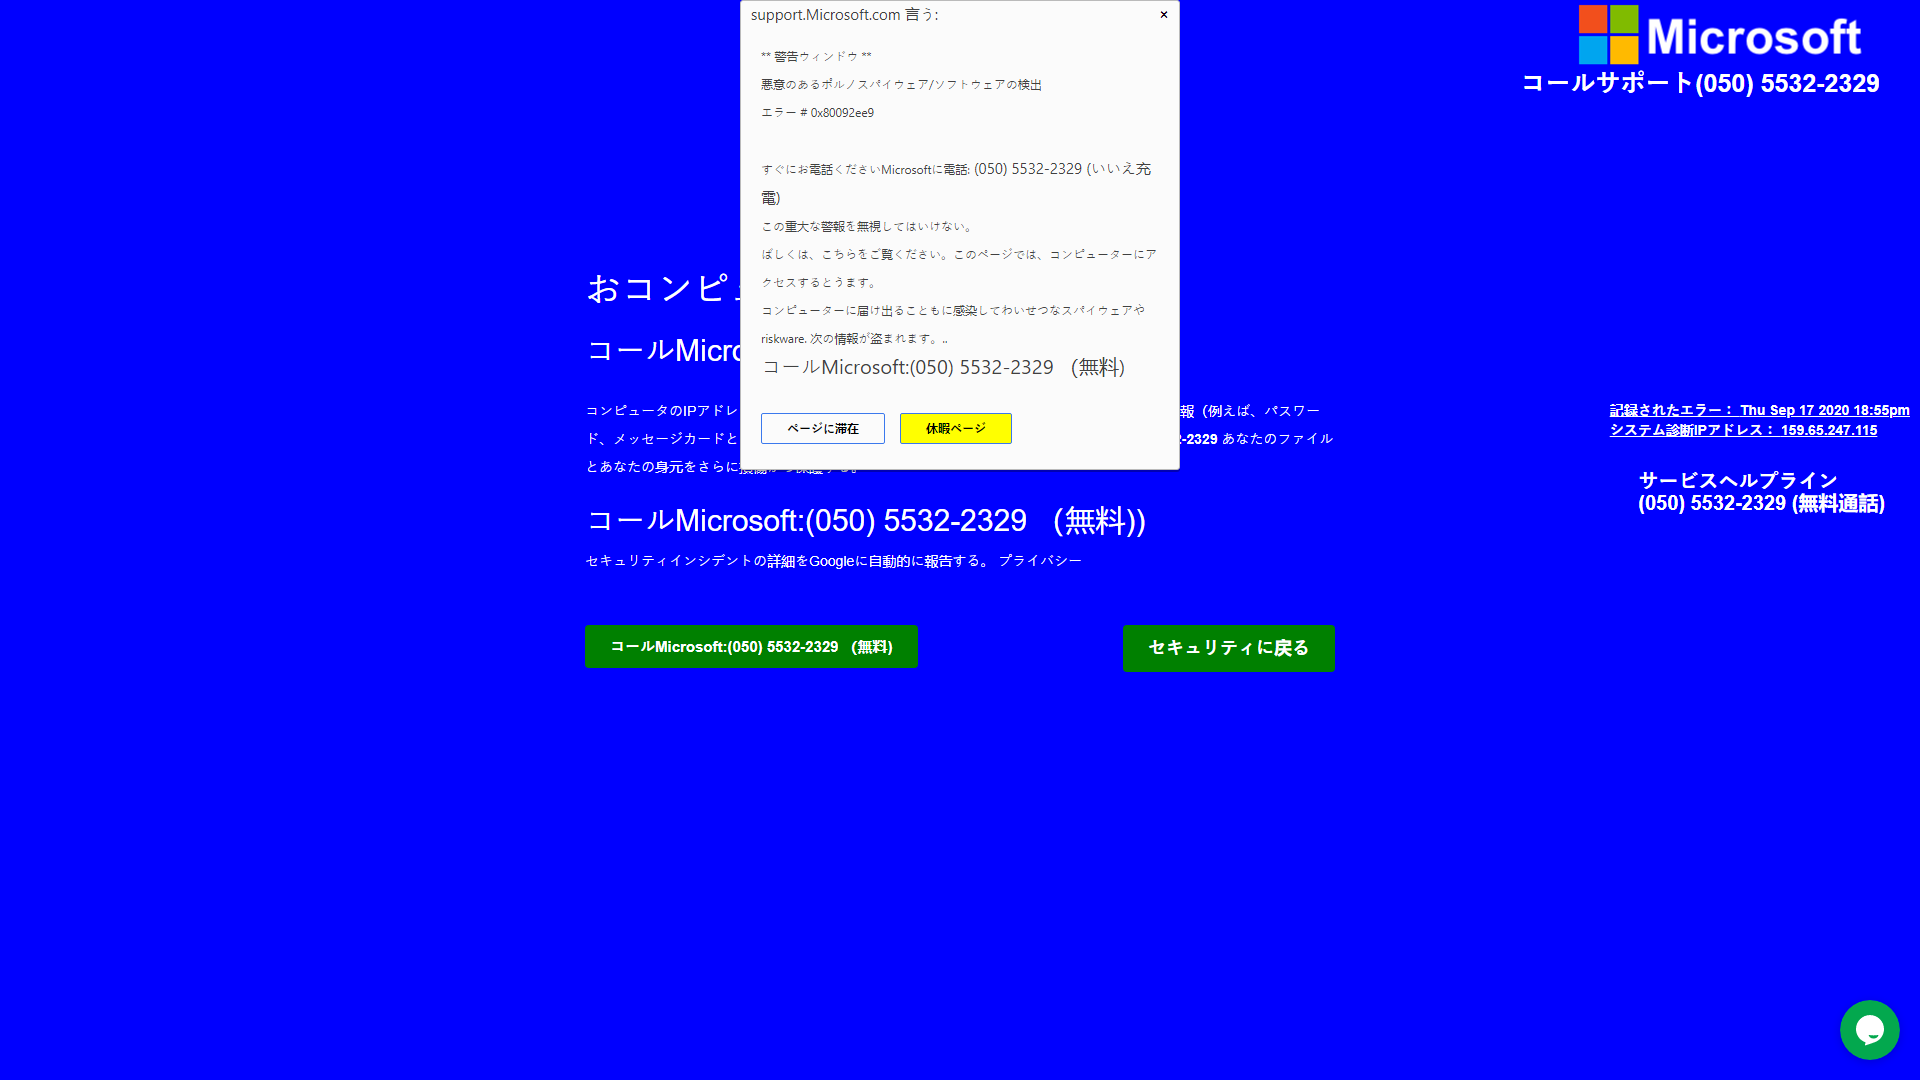 support.Microsoft.com 言う:
×
** 警告ウィンドウ **
悪意のあるポルノスパイウェア/ソフトウェアの検出
エラー # 0x80092ee9
すぐにお電話くださいMicrosoftに電話: (050) 5532-2329 (いいえ充
電)
この重大な警報を無視してはいけない。
ばしくは、こちらをご覧ください。このページでは、コンピューターにア
クセスするとうます。
コンピューターに届け出ることもに感染してわいせつなスパイウェアや
riskware. 次の情報が盗まれます。..
コールMicrosoft:(050) 5532-2329 (無料)
ページに滞在
休暇ページ
Microsoft
コールサポート(050) 5532-2329
おコンピ
コールMicro
コンピュータのIPアドレ 報（例えば、パスワー
ド、メッセージカードと -2329 あなたのファイル
とあなたの身元をさらに
コールMicrosoft:(050) 5532-2329 (無料))
セキュリティインシデントの詳細をGoogleに自動的に報告する。 プライバシー
コールMicrosoft:(050) 5532-2329 (無料)
セキュリティに戻る
記録されたエラー： Thu Sep 17 2020 18:55pm
システム診断IPアドレス： 159.65.247.115
サービスヘルプライン
(050) 5532-2329 (無料通話)